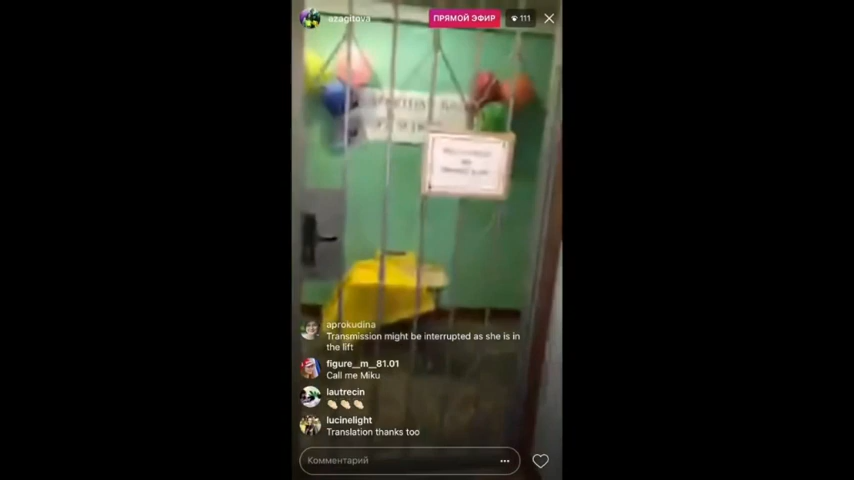 azagitova
ПРЯМОЙ ЭФИР
111
aprokudina
Transmission might be interrupted as she is in
the lift
figure__m__81.01
Call me Miku
lautrecin
lucinelight
Translation thanks too
Комментарий